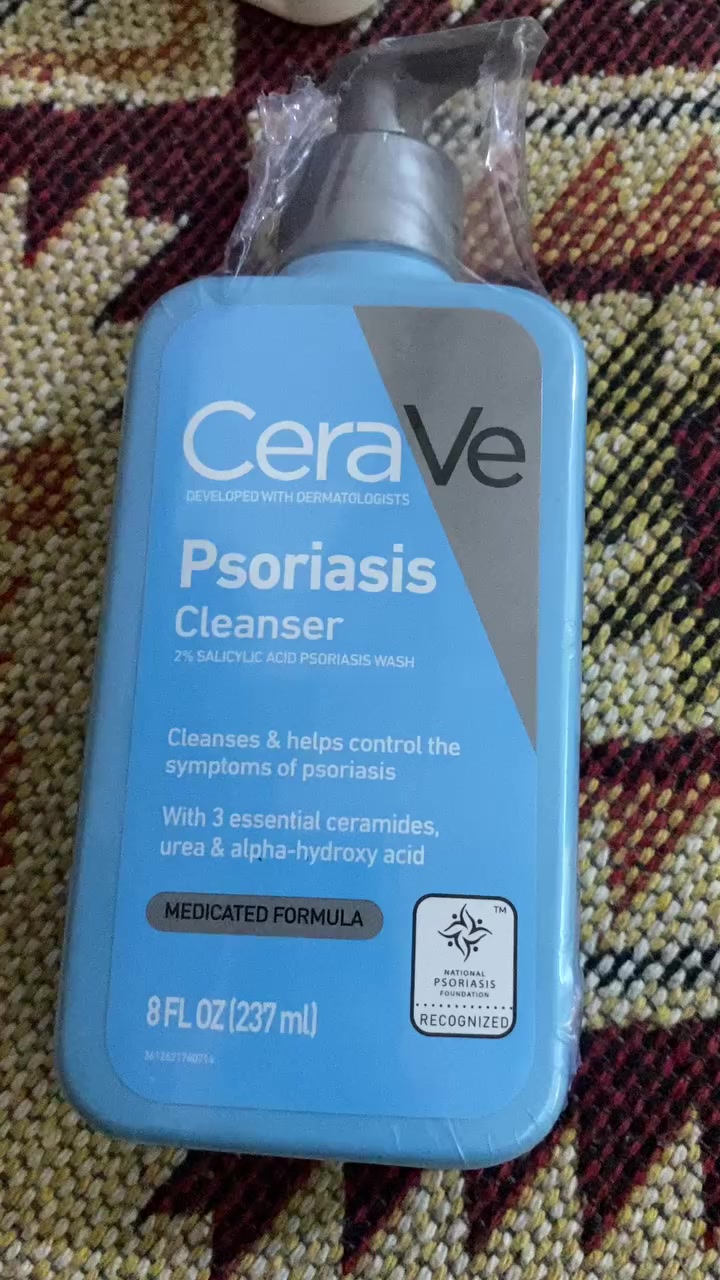 CeraVe
DEVELOPED WITH DERMATOLOGISTS
Psoriasis
Cleanser
2% SALICYLIC ACID PSORIASIS WASH
Cleanses & helps control the
symptoms of psoriasis
With 3 essential ceramides,
urea & alpha-hydroxy acid
MEDICATED FORMULA
TM
NATIONAL
PSORIASIS
FOUNDATION
RECOGNIZED
8 FL OZ (237 ml)